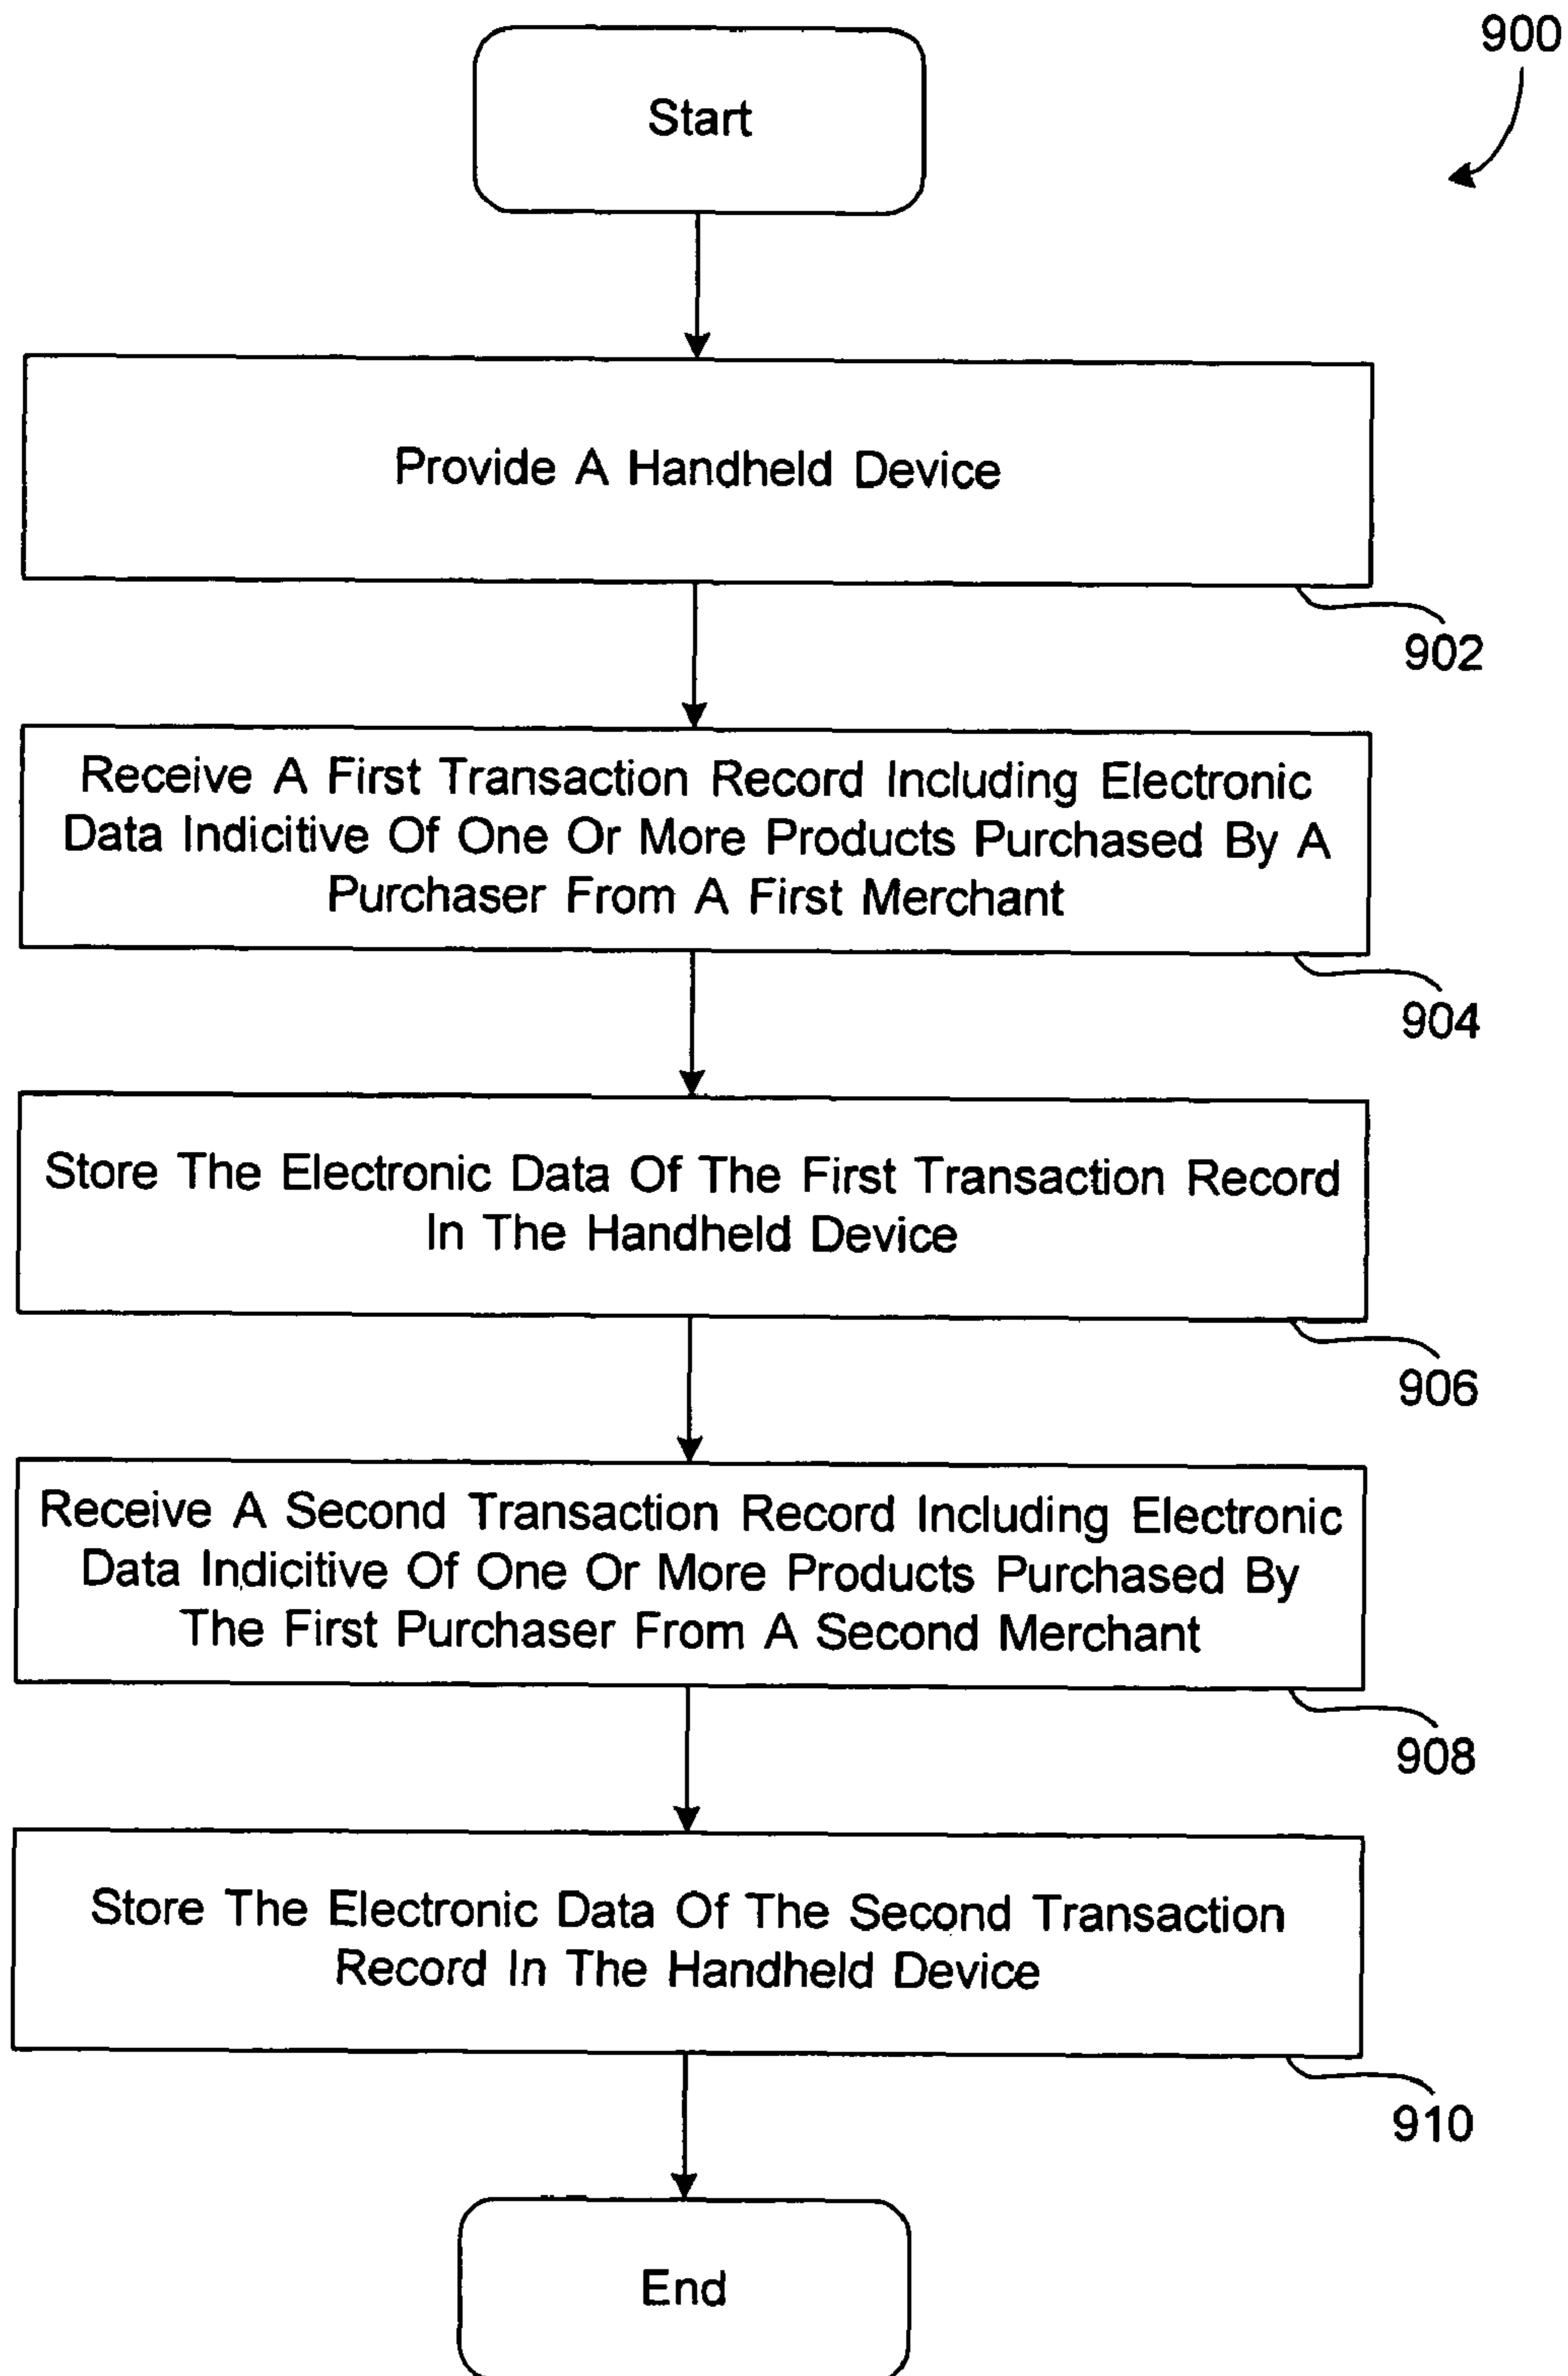 900
Start
Provide A Handheld Device
902
Receive A First Transaction Record Including Electronic
Data Indicitive Of One Or More Products Purchased By A
Purchaser From A First Merchant
904
Store The Electronic Data Of The First Transaction Record
In The Handheld Device
906
Receive A Second Transaction Record Including Electronic
Data Indicitive Of One Or More Products Purchased By
The First Purchaser From A Second Merchant
908
Store The Electronic Data Of The Second Transaction
Record In The Handheld Device
910
End